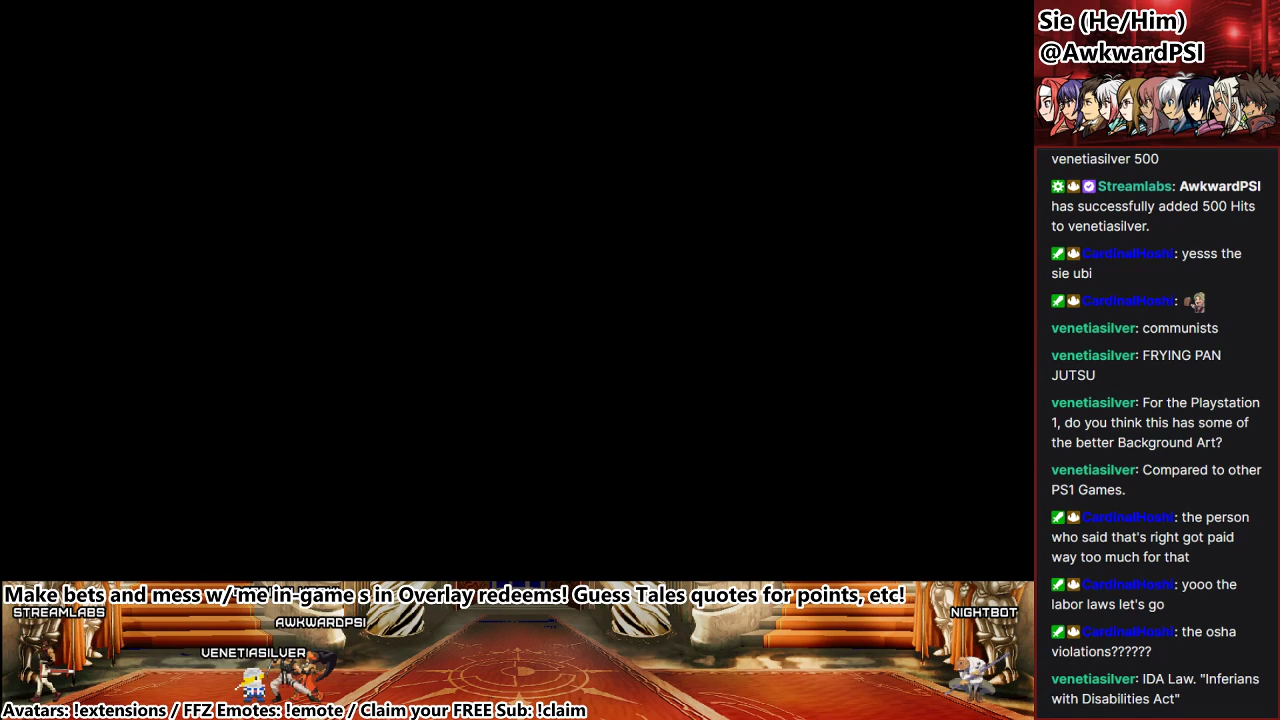 Sie (He/Him)
@AwkwardPSI
venetiasilver 500
Streamlabs: AwkwardPSI
has successfully added 500 Hits
to venetiasilver.
CardinalHoshi: yesss the
sie ubi
CardinalHoshi:
venetiasilver: communists
venetiasilver: FRYING PAN
JUTSU
venetiasilver: For the Playstation
1, do you think this has some of
the better Background Art?
venetiasilver: Compared to other
PS1 Games.
CardinalHoshi: the person
who said that's right got paid
way too much for that
CardinalHoshi: yooo the
labor laws let's go
CardinalHoshi: the osha
violations??????
venetiasilver: IDA Law. "Inferians
with Disabilities Act"
Make bets and mess w/ me in-game s in Overlay redeems! Guess Tales quotes for points, etc!
STREAMLABS
NIGHTBOT
AWKWARDPSI
VENETIASILVER
Avatars: !extensions / FFZ Emotes: !emote / Claim your FREE Sub: !claim